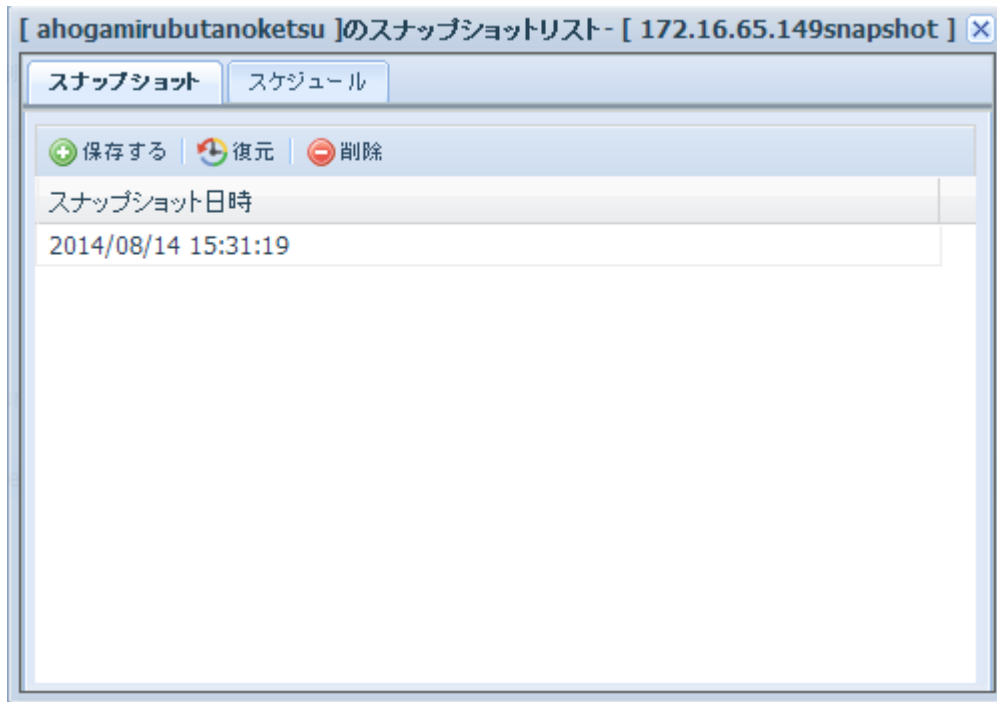 [ ahogamirubutanoketsu ]のスナップショットリスト - [ 172.16.65.149snapshot ]
スナップショット スケジュール
保存する 復元 削除
スナップショット日時
2014/08/14 15:31:19